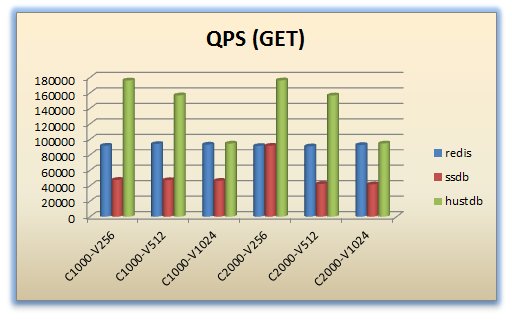 QPS (GET)
180000
160000
140000
120000
100000
80000
60000
40000
20000
0
redis
ssdb
hustdb
C1000-V256
C1000-V512
C1000-V1024
C2000-V256
C2000-V512
C2000-V1024